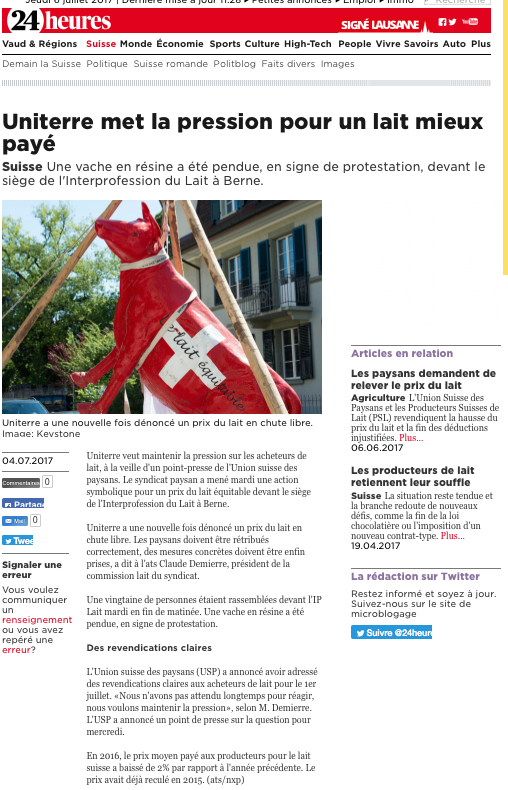 Jeudi 6 juillet 2017 | Dernière mise à jour 11:28 ▸ Petites annonces ▸ Emploi ▸ Immo Recherche
24heures
SIGNÉ LAUSANNE
Vaud & Régions Suisse Monde Économie Sports Culture High-Tech People Vivre Savoirs Auto Plus
Demain la Suisse Politique Suisse romande Politblog Faits divers Images
Uniterre met la pression pour un lait mieux
payé
Suisse Une vache en résine a été pendue, en signe de protestation, devant le
siège de l'Interprofession du Lait à Berne.
lait équitable
Uniterre a une nouvelle fois dénoncé un prix du lait en chute libre.
Image: Keystone
04.07.2017
Commentaires 0
Partag
Mail 0
Twee
Signaler une
erreur
Vous voulez
communiquer
un
renseignement
ou vous avez
repéré une
erreur?
Uniterre veut maintenir la pression sur les acheteurs de
lait, à la veille d'un point-presse de l'Union suisse des
paysans. Le syndicat paysan a mené mardi une action
symbolique pour un prix du lait équitable devant le siège
de l'Interprofession du Lait à Berne.
Uniterre a une nouvelle fois dénoncé un prix du lait en
chute libre. Les paysans doivent être rétribués
correctement, des mesures concrètes doivent être enfin
prises, a dit à l'ats Claude Demierre, président de la
commission lait du syndicat.
Une vingtaine de personnes étaient rassemblées devant l'IP
Lait mardi en fin de matinée. Une vache en résine a été
pendue, en signe de protestation.
Des revendications claires
L'Union suisse des paysans (USP) a annoncé avoir adressé
des revendications claires aux acheteurs de lait pour le 1er
juillet. «Nous n'avons pas attendu longtemps pour réagir,
nous voulons maintenir la pression», selon M. Demierre.
L'USP a annoncé un point de presse sur la question pour
mercredi.
En 2016, le prix moyen payé aux producteurs pour le lait
suisse a baissé de 2% par rapport à l'année précédente. Le
prix avait déjà reculé en 2015. (ats/nxp)
Articles en relation
Les paysans demandent de
relever le prix du lait
Agriculture L'Union Suisse des
Paysans et les Producteurs Suisses de
Lait (PSL) revendiquent la hausse du
prix du lait et la fin des déductions
injustifiées. Plus...
06.06.2017
Les producteurs de lait
retiennent leur souffle
Suisse La situation reste tendue et
la branche redoute de nouveaux
défis, comme la fin de la loi
chocolatière ou l'imposition d'un
nouveau contrat-type. Plus...
19.04.2017
La rédaction sur Twitter
Restez informé et soyez à jour.
Suivez-nous sur le site de
microblogage
Suivre @24heur